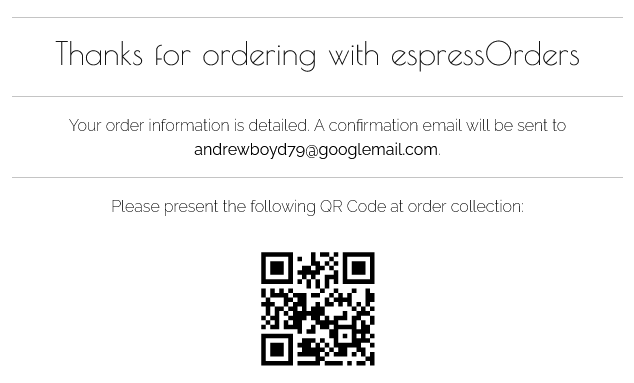 Thanks for ordering with espressOrders
Your order information is detailed. A confirmation email will be sent to
andrewboyd79@googlemail.com.
Please present the following QR Code at order collection: